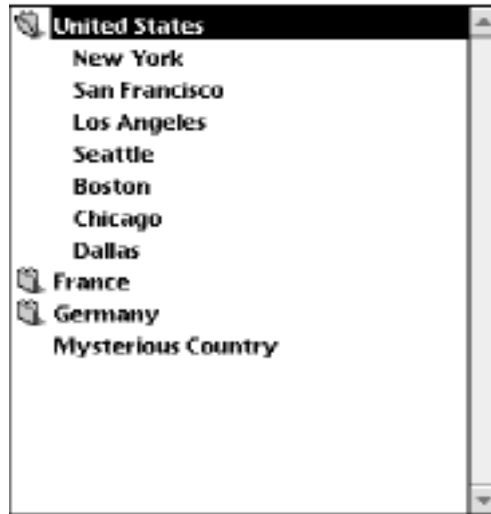 United States
New York
San Francisco
Los Angeles
Seattle
Boston
Chicago
Dallas
France
Germany
Mysterious Country